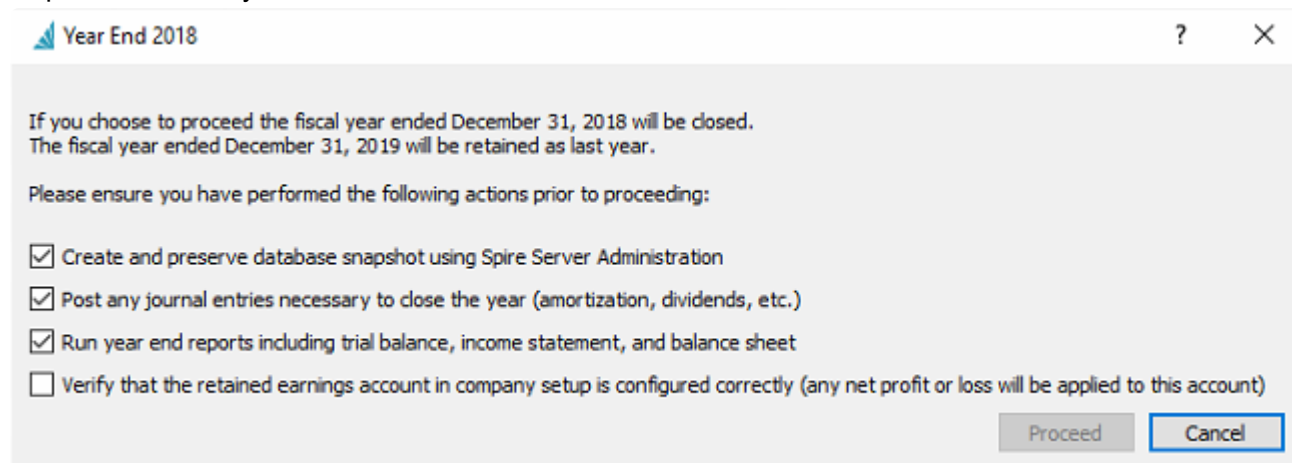 Year End 2018
?
If you choose to proceed the fiscal year ended December 31, 2018 will be closed.
The fiscal year ended December 31, 2019 will be retained as last year.
Please ensure you have performed the following actions prior to proceeding:
Create and preserve database snapshot using Spire Server Administration
Post any journal entries necessary to close the year (amortization, dividends, etc.)
Run year end reports including trial balance, income statement, and balance sheet
Verify that the retained earnings account in company setup is configured correctly (any net profit or loss will be applied to this account)
Proceed
Cancel